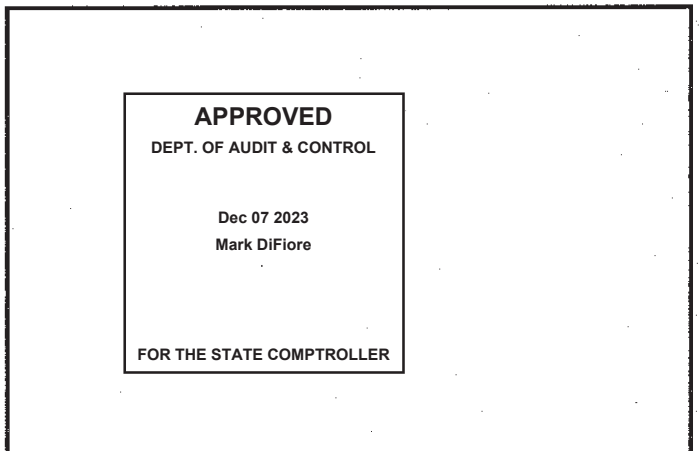 APPROVED
DEPT. OF AUDIT & CONTROL
Dec 07 2023
Mark DiFiore
FOR THE STATE COMPTROLLER